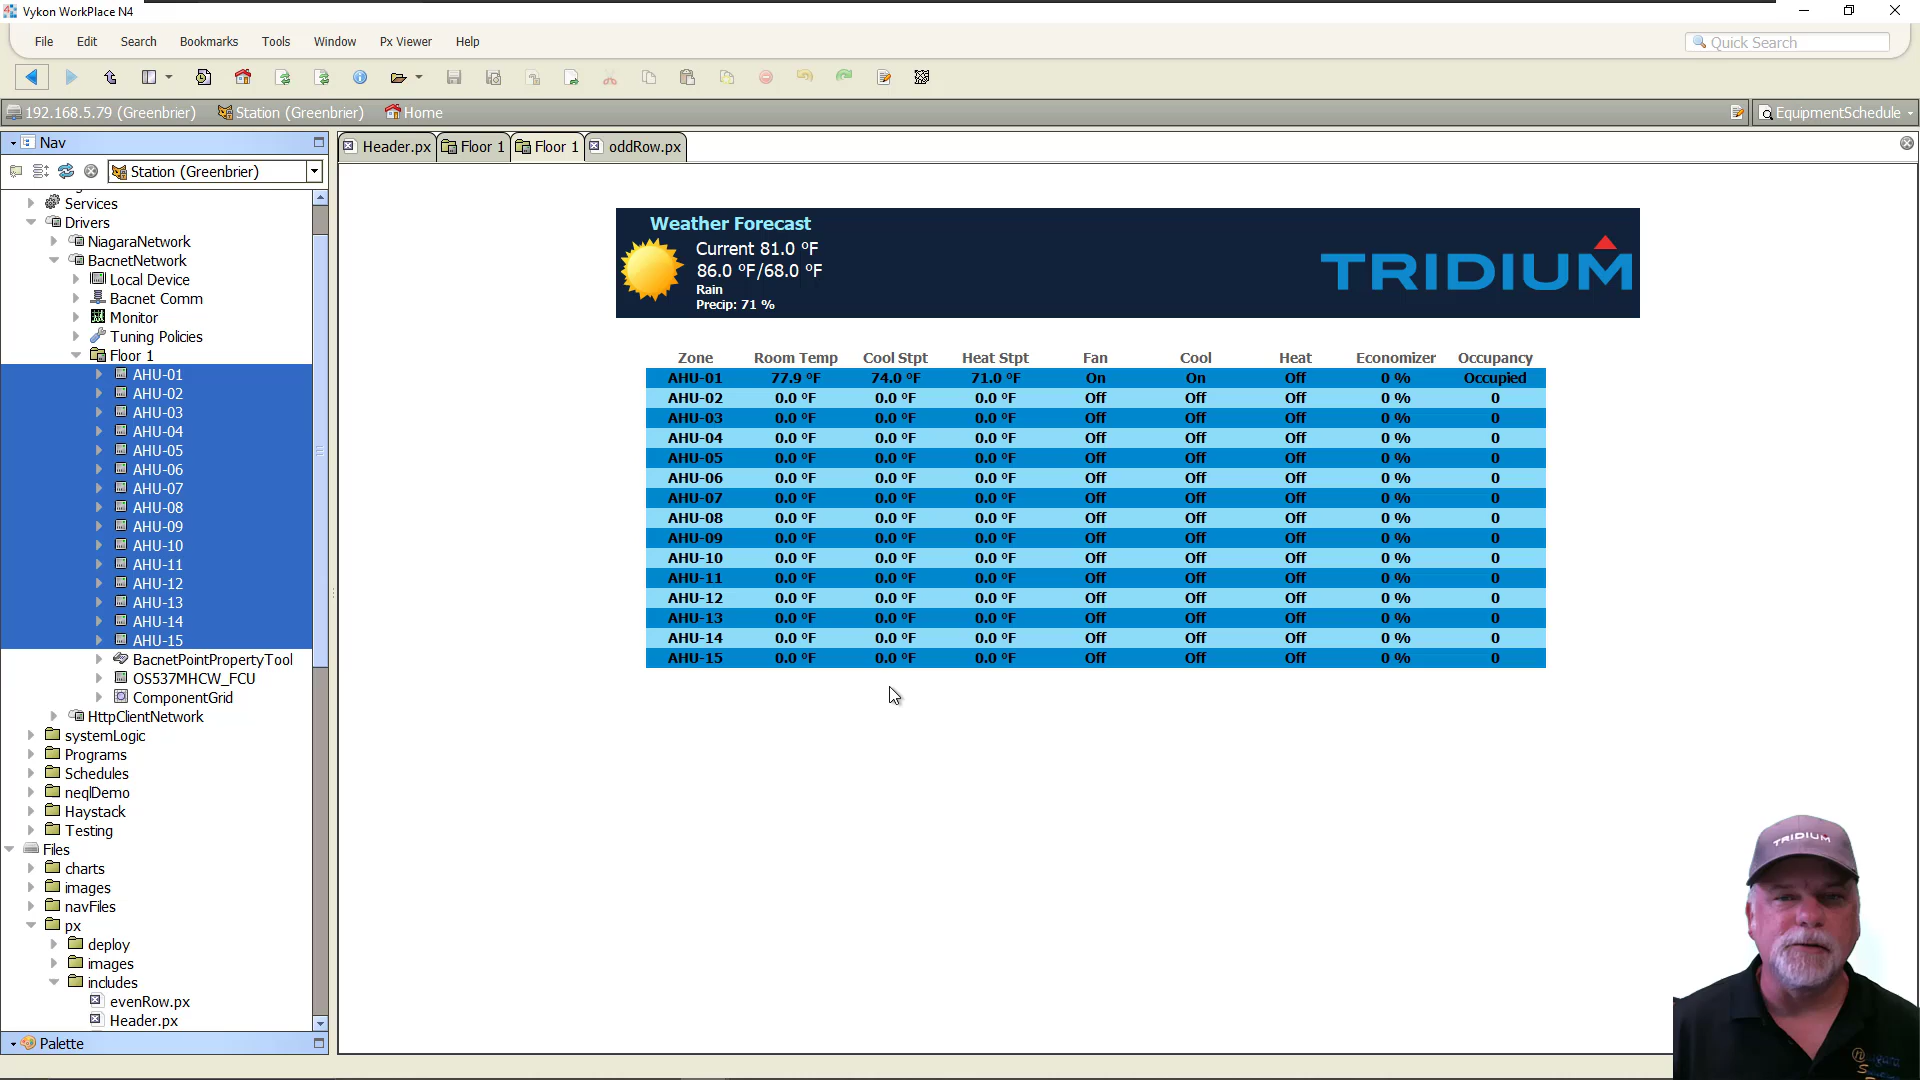 Vykon WorkPlace N4
File Edit Search Bookmarks Tools Window Px Viewer Help
Quick Search
192.168.5.79 (Greenbrier) Station (Greenbrier) Home
EquipmentSchedule
Nav
Station (Greenbrier)
Services
Drivers
NiagaraNetwork
BacnetNetwork
Local Device
Bacnet Comm
Monitor
Tuning Policies
Floor 1
AHU-01
AHU-02
AHU-03
AHU-04
AHU-05
AHU-06
AHU-07
AHU-08
AHU-09
AHU-10
AHU-11
AHU-12
AHU-13
AHU-14
AHU-15
BacnetPointPropertyTool
OS537MHCW_FCU
ComponentGrid
HttpClientNetwork
systemLogic
Programs
Schedules
neqlDemo
Haystack
Testing
Files
charts
images
navFiles
px
deploy
images
includes
evenRow.px
Header.px
Palette
Header.px Floor 1 Floor 1 oddRow.px
Weather Forecast
Current 81.0 °F
86.0 °F/68.0 °F
Rain
Precip: 71 %
TRIDIUM
Zone Room Temp Cool Stpt Heat Stpt Fan Cool Heat Economizer Occupancy
AHU-01 77.9 °F 74.0 °F 71.0 °F On On Off 0 % Occupied
AHU-02 0.0 °F 0.0 °F 0.0 °F Off Off Off 0 % 0
AHU-03 0.0 °F 0.0 °F 0.0 °F Off Off Off 0 % 0
AHU-04 0.0 °F 0.0 °F 0.0 °F Off Off Off 0 % 0
AHU-05 0.0 °F 0.0 °F 0.0 °F Off Off Off 0 % 0
AHU-06 0.0 °F 0.0 °F 0.0 °F Off Off Off 0 % 0
AHU-07 0.0 °F 0.0 °F 0.0 °F Off Off Off 0 % 0
AHU-08 0.0 °F 0.0 °F 0.0 °F Off Off Off 0 % 0
AHU-09 0.0 °F 0.0 °F 0.0 °F Off Off Off 0 % 0
AHU-10 0.0 °F 0.0 °F 0.0 °F Off Off Off 0 % 0
AHU-11 0.0 °F 0.0 °F 0.0 °F Off Off Off 0 % 0
AHU-12 0.0 °F 0.0 °F 0.0 °F Off Off Off 0 % 0
AHU-13 0.0 °F 0.0 °F 0.0 °F Off Off Off 0 % 0
AHU-14 0.0 °F 0.0 °F 0.0 °F Off Off Off 0 % 0
AHU-15 0.0 °F 0.0 °F 0.0 °F Off Off Off 0 % 0
TRIDIUM